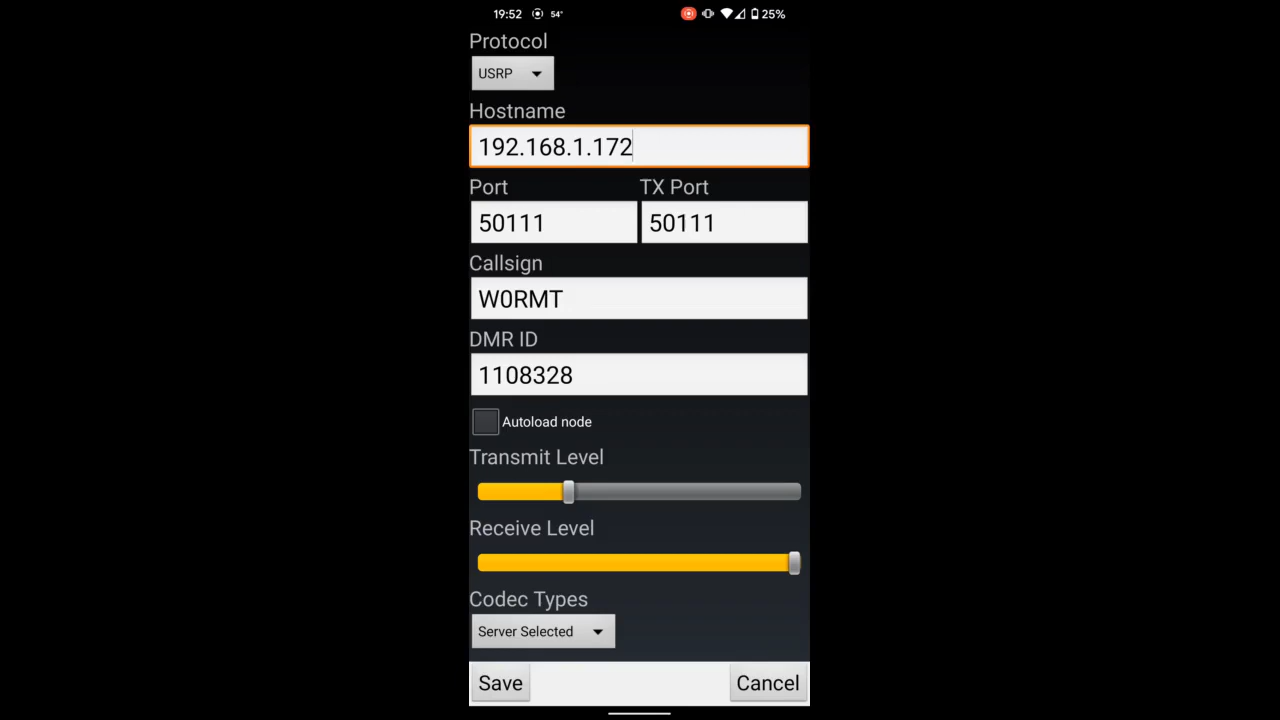 19:52 54° 25%
Protocol
USRP
Hostname
192.168.1.172
Port TX Port
50111 50111
Callsign
W0RMT
DMR ID
1108328
Autoload node
Transmit Level
Receive Level
Codec Types
Server Selected
Save Cancel